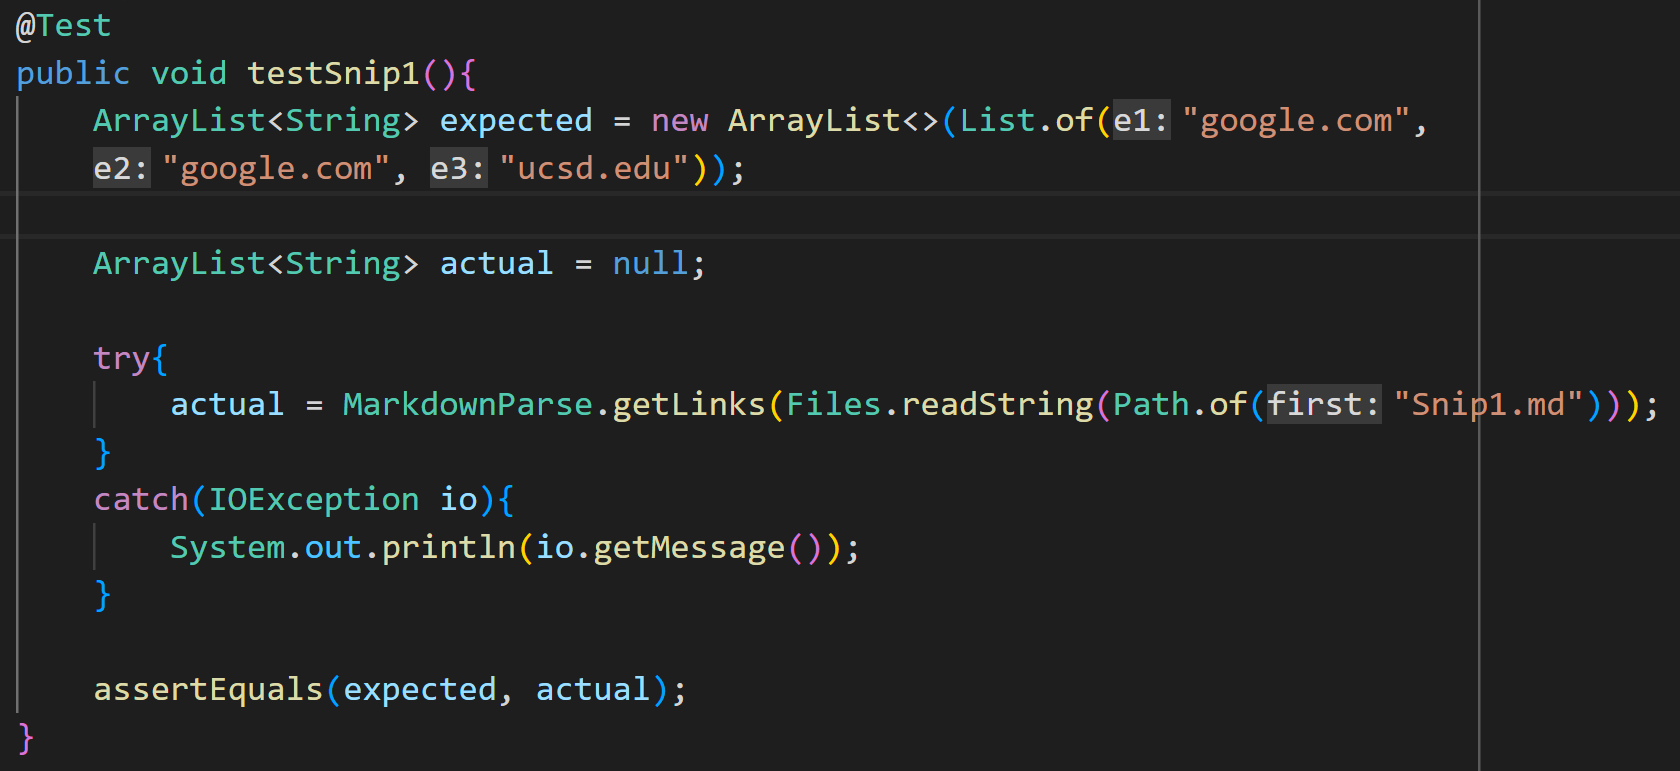 @Test
public void testSnip1(){
ArrayList<String> expected = new ArrayList<>(List.of(e1: "google.com",
e2: "google.com", e3: "ucsd.edu"));
ArrayList<String> actual = null;
try{
actual = MarkdownParse.getLinks(Files.readString(Path.of(first: "Snip1.md")));
}
catch(IOException io){
System.out.println(io.getMessage());
}
assertEquals(expected, actual);
}